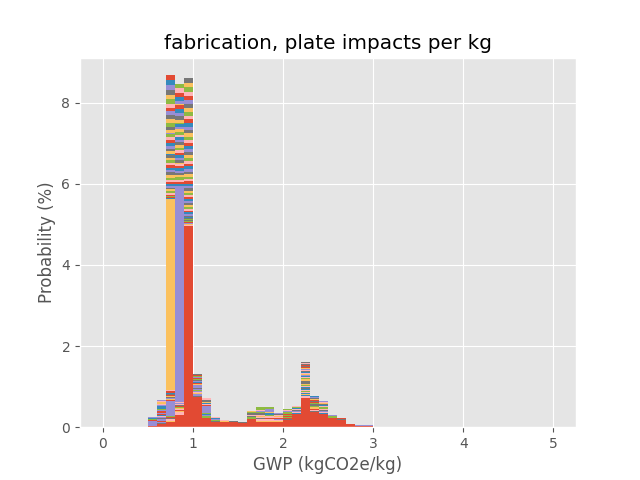 fabrication, plate impacts per kg
Probability (%)
8
6
4
2
0
0 1 2 3 4 5
GWP (kgCO2e/kg)